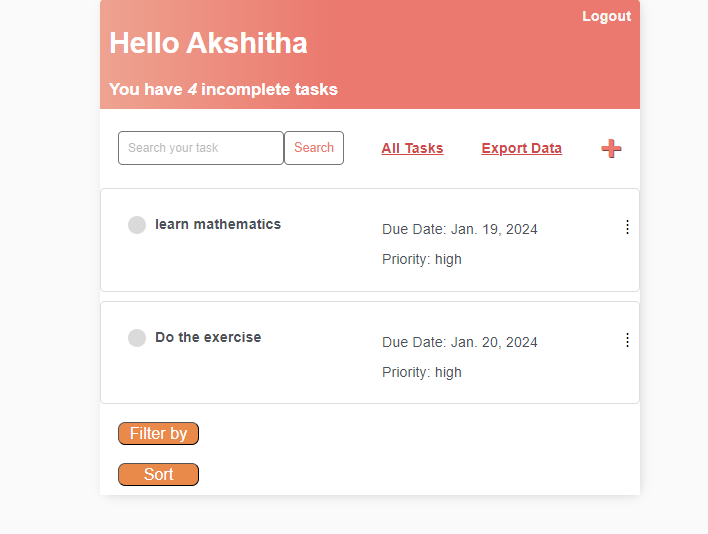 Logout
Hello Akshitha
You have 4 incomplete tasks
Search your task Search All Tasks Export Data
learn mathematics
Due Date: Jan. 19, 2024
Priority: high
Do the exercise
Due Date: Jan. 20, 2024
Priority: high
Filter by
Sort